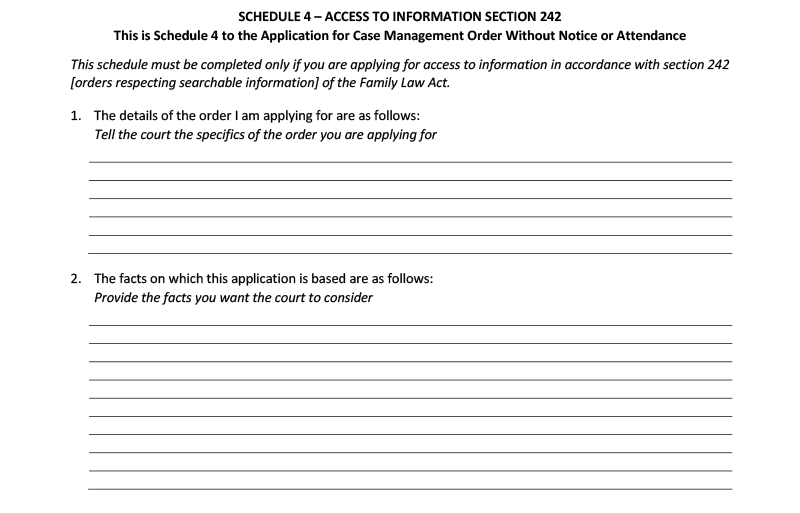 SCHEDULE 4 – ACCESS TO INFORMATION SECTION 242
This is Schedule 4 to the Application for Case Management Order Without Notice or Attendance
This schedule must be completed only if you are applying for access to information in accordance with section 242
[orders respecting searchable information] of the Family Law Act.
1. The details of the order I am applying for are as follows:
Tell the court the specifics of the order you are applying for
2. The facts on which this application is based are as follows:
Provide the facts you want the court to consider